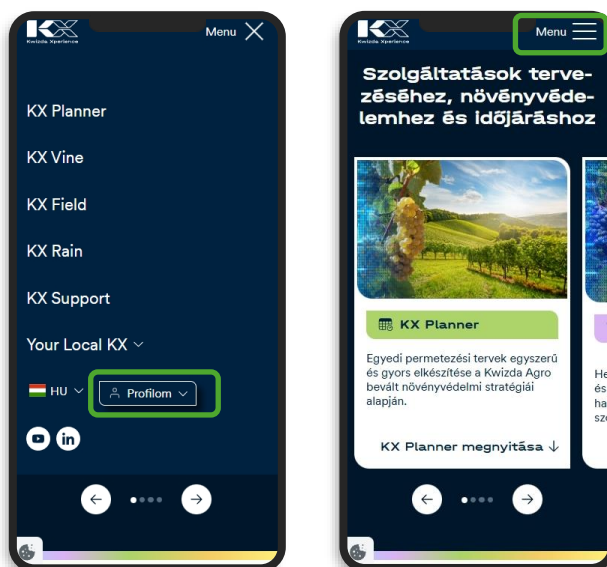 KX
Kwizda Xperience
Menu
KX Planner
KX Vine
KX Field
KX Rain
KX Support
Your Local KX
HU
Profilom
in
KX
Kwizda Xperience
Menu
Szolgáltatások terve-
zéséhez, növényvéde-
lemhez és időjáráshoz
KX Planner
Egyedi permetezési tervek egyszerű
és gyors elkészítése a Kwizda Agro
bevált növényvédelmi stratégiái
alapján.
KX Planner megnyitása